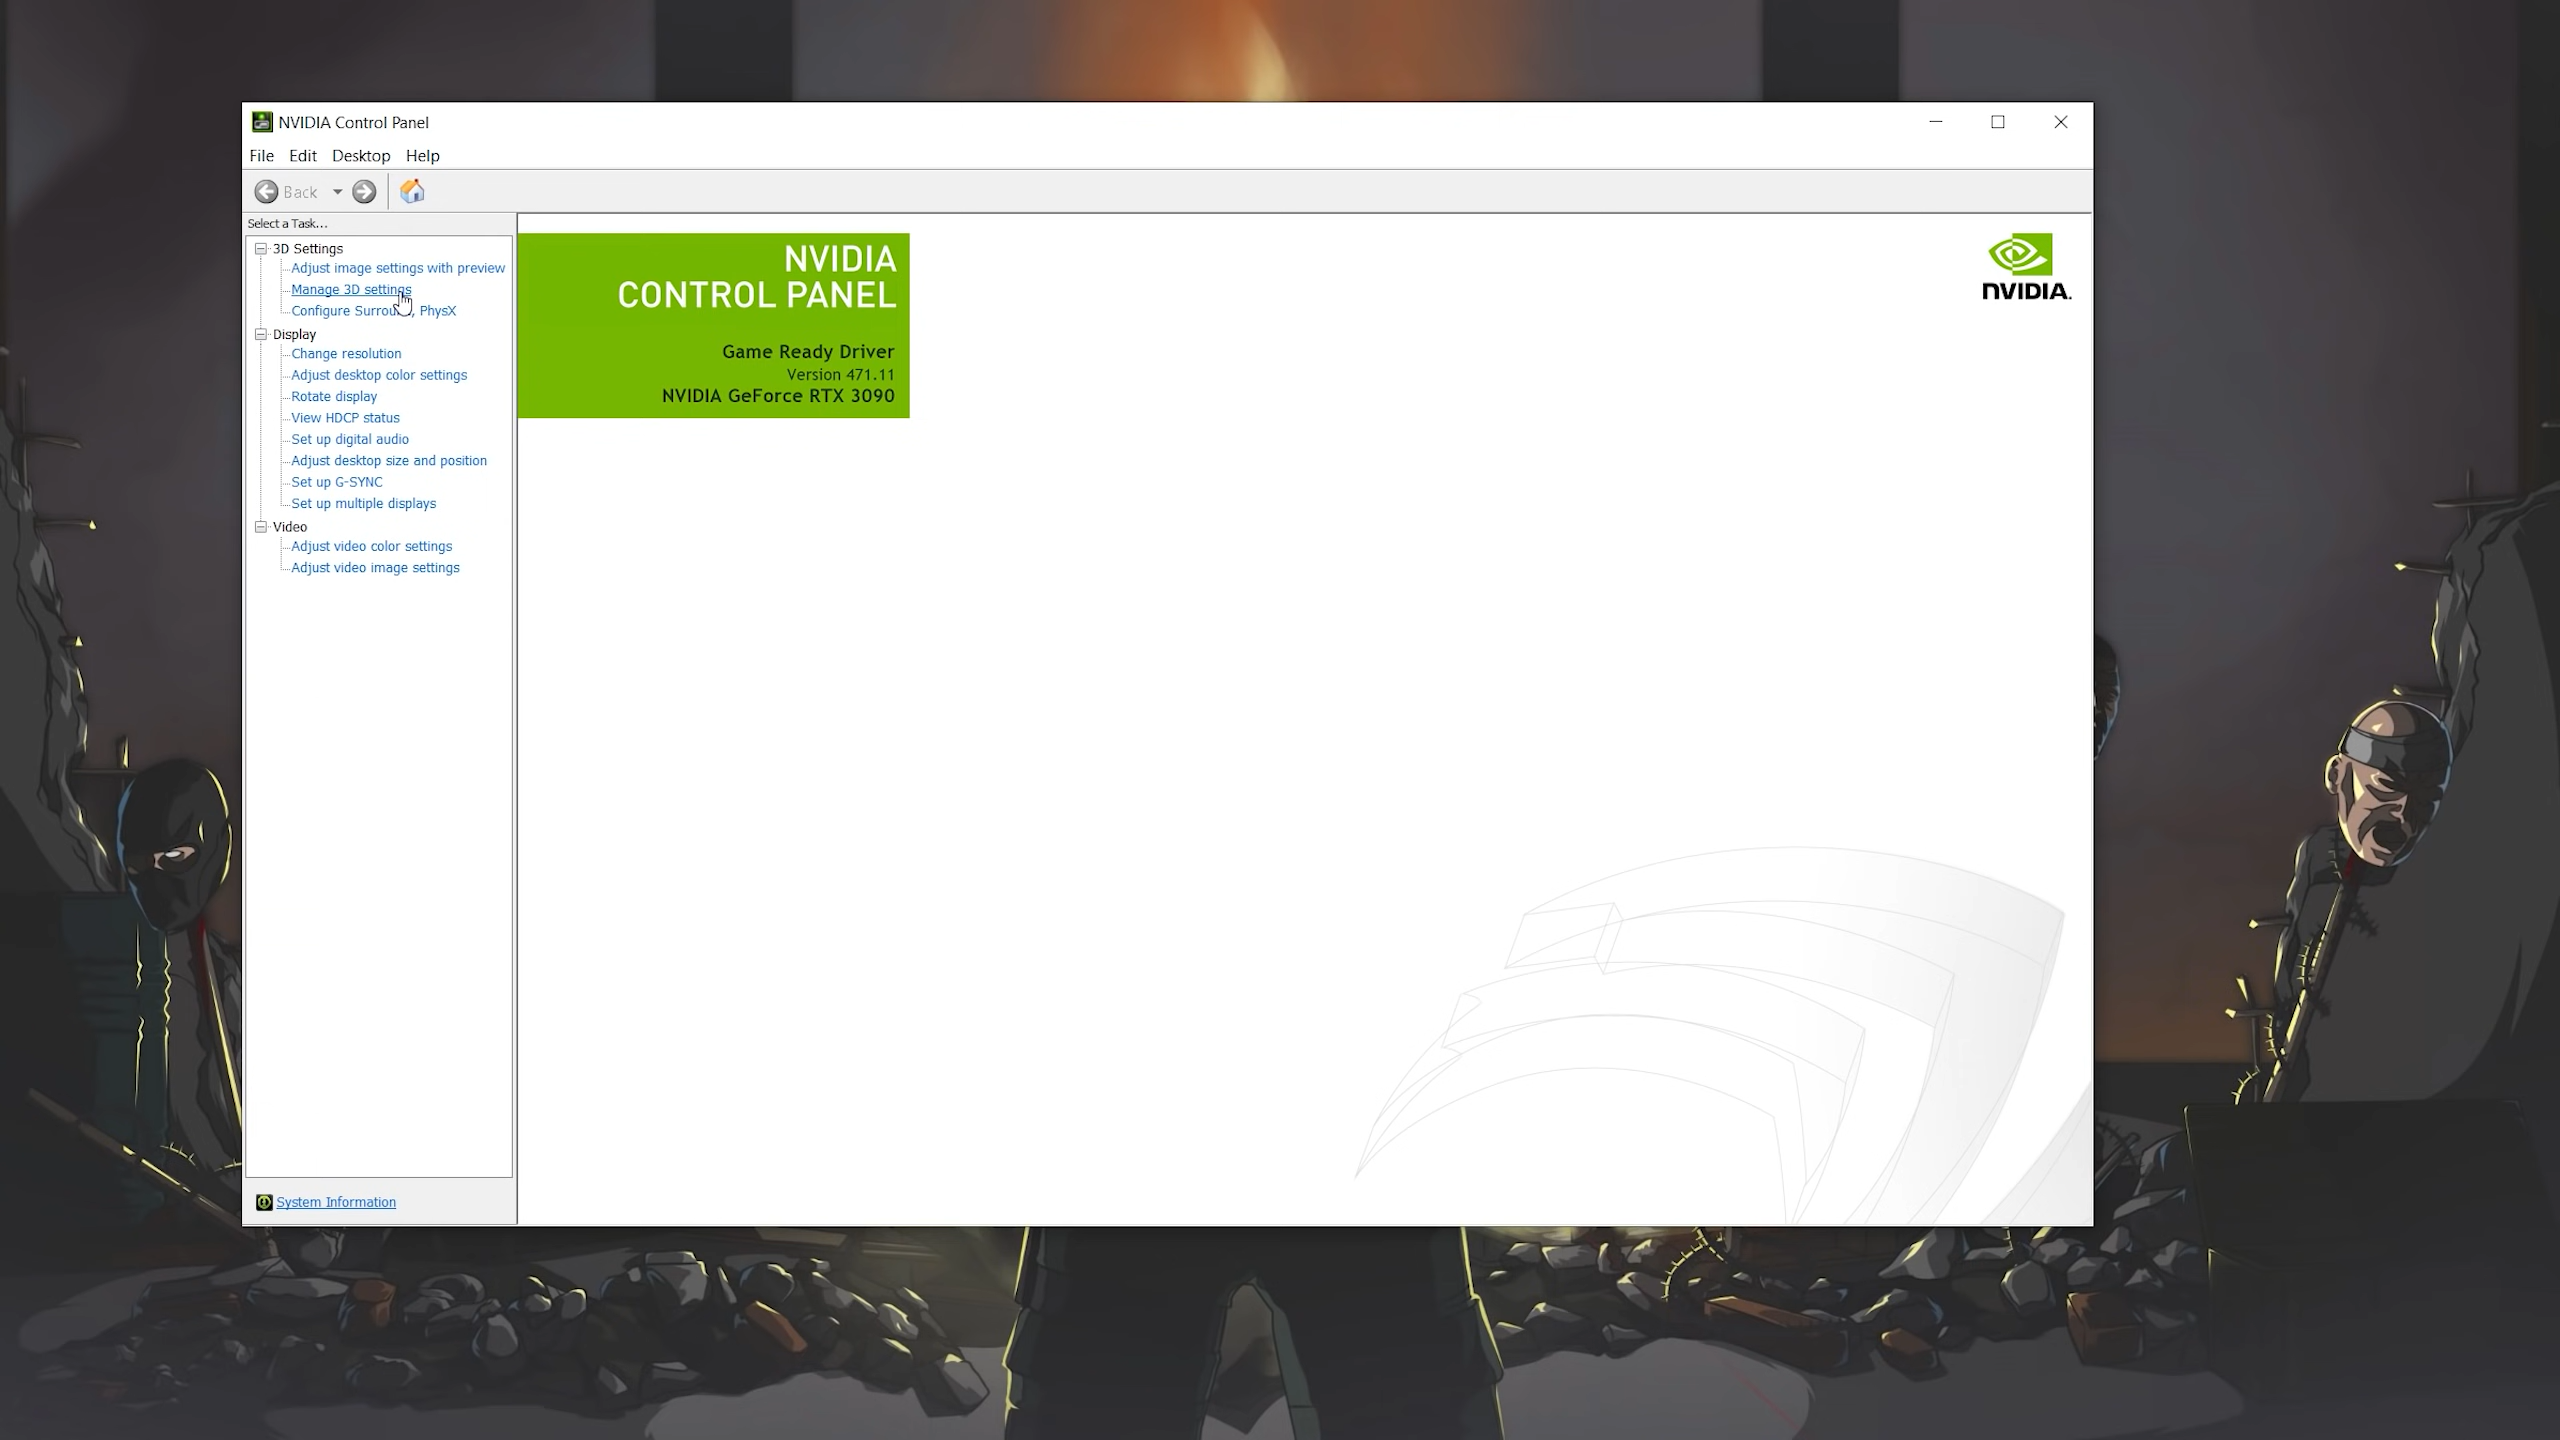 NVIDIA Control Panel
File Edit Desktop Help
Back
Select a Task...
3D Settings
Adjust image settings with preview
Manage 3D settings
Configure Surround, PhysX
Display
Change resolution
Adjust desktop color settings
Rotate display
View HDCP status
Set up digital audio
Adjust desktop size and position
Set up G-SYNC
Set up multiple displays
Video
Adjust video color settings
Adjust video image settings
System Information
NVIDIA
CONTROL PANEL
Game Ready Driver
Version 471.11
NVIDIA GeForce RTX 3090
NVIDIA.